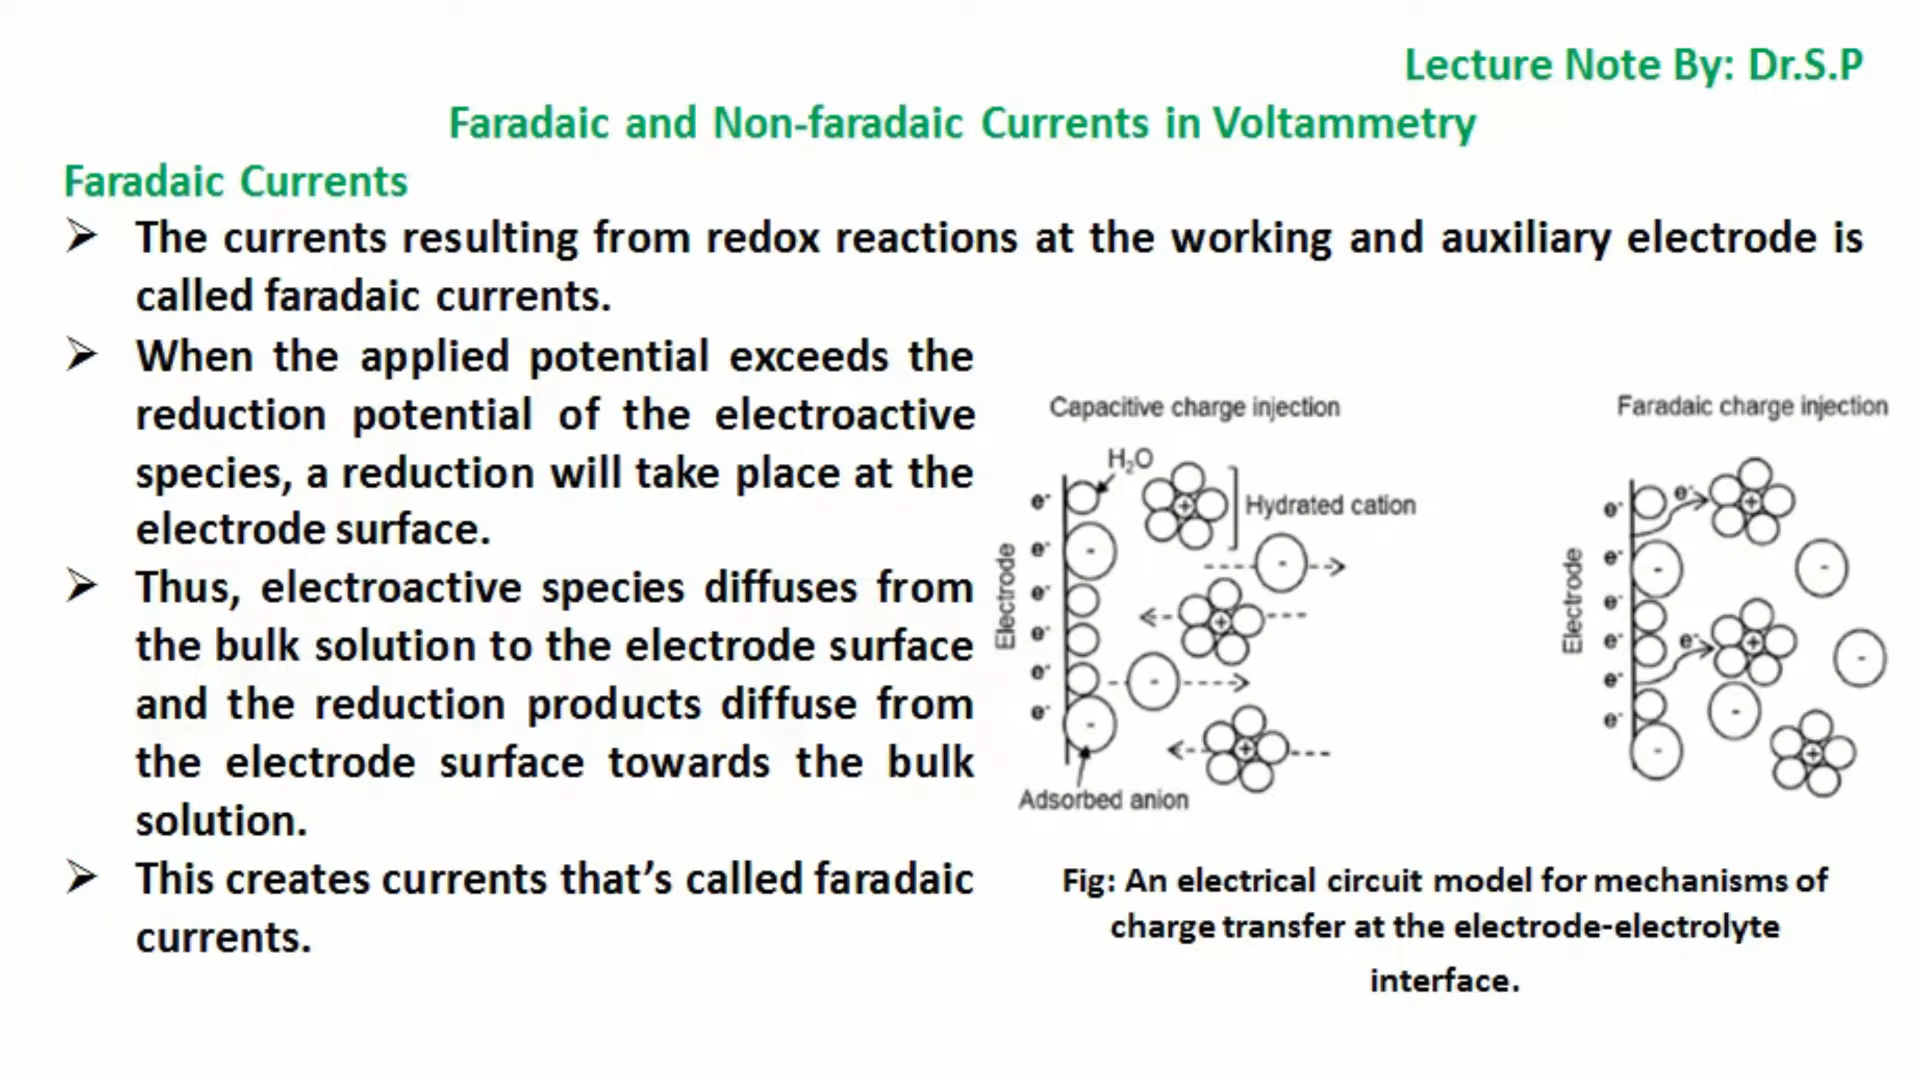 Lecture Note By: Dr.S.P
Faradaic and Non-faradaic Currents in Voltammetry
Faradaic Currents
➢ The currents resulting from redox reactions at the working and auxiliary electrode is
called faradaic currents.
➢ When the applied potential exceeds the
reduction potential of the electroactive
species, a reduction will take place at the
electrode surface.
➢ Thus, electroactive species diffuses from
the bulk solution to the electrode surface
and the reduction products diffuse from
the electrode surface towards the bulk
solution.
➢ This creates currents that’s called faradaic
currents.
Capacitive charge injection
H₂O
Hydrated cation
Electrode
e⁻
e⁻
e⁻
e⁻
e⁻
e⁻
+
+
+
-
-
-
-
Adsorbed anion
Faradaic charge injection
Electrode
e⁻
e⁻
e⁻
e⁻
e⁻
e⁻
e⁻
e⁻
+
+
+
-
-
-
-
-
Fig: An electrical circuit model for mechanisms of
charge transfer at the electrode-electrolyte
interface.